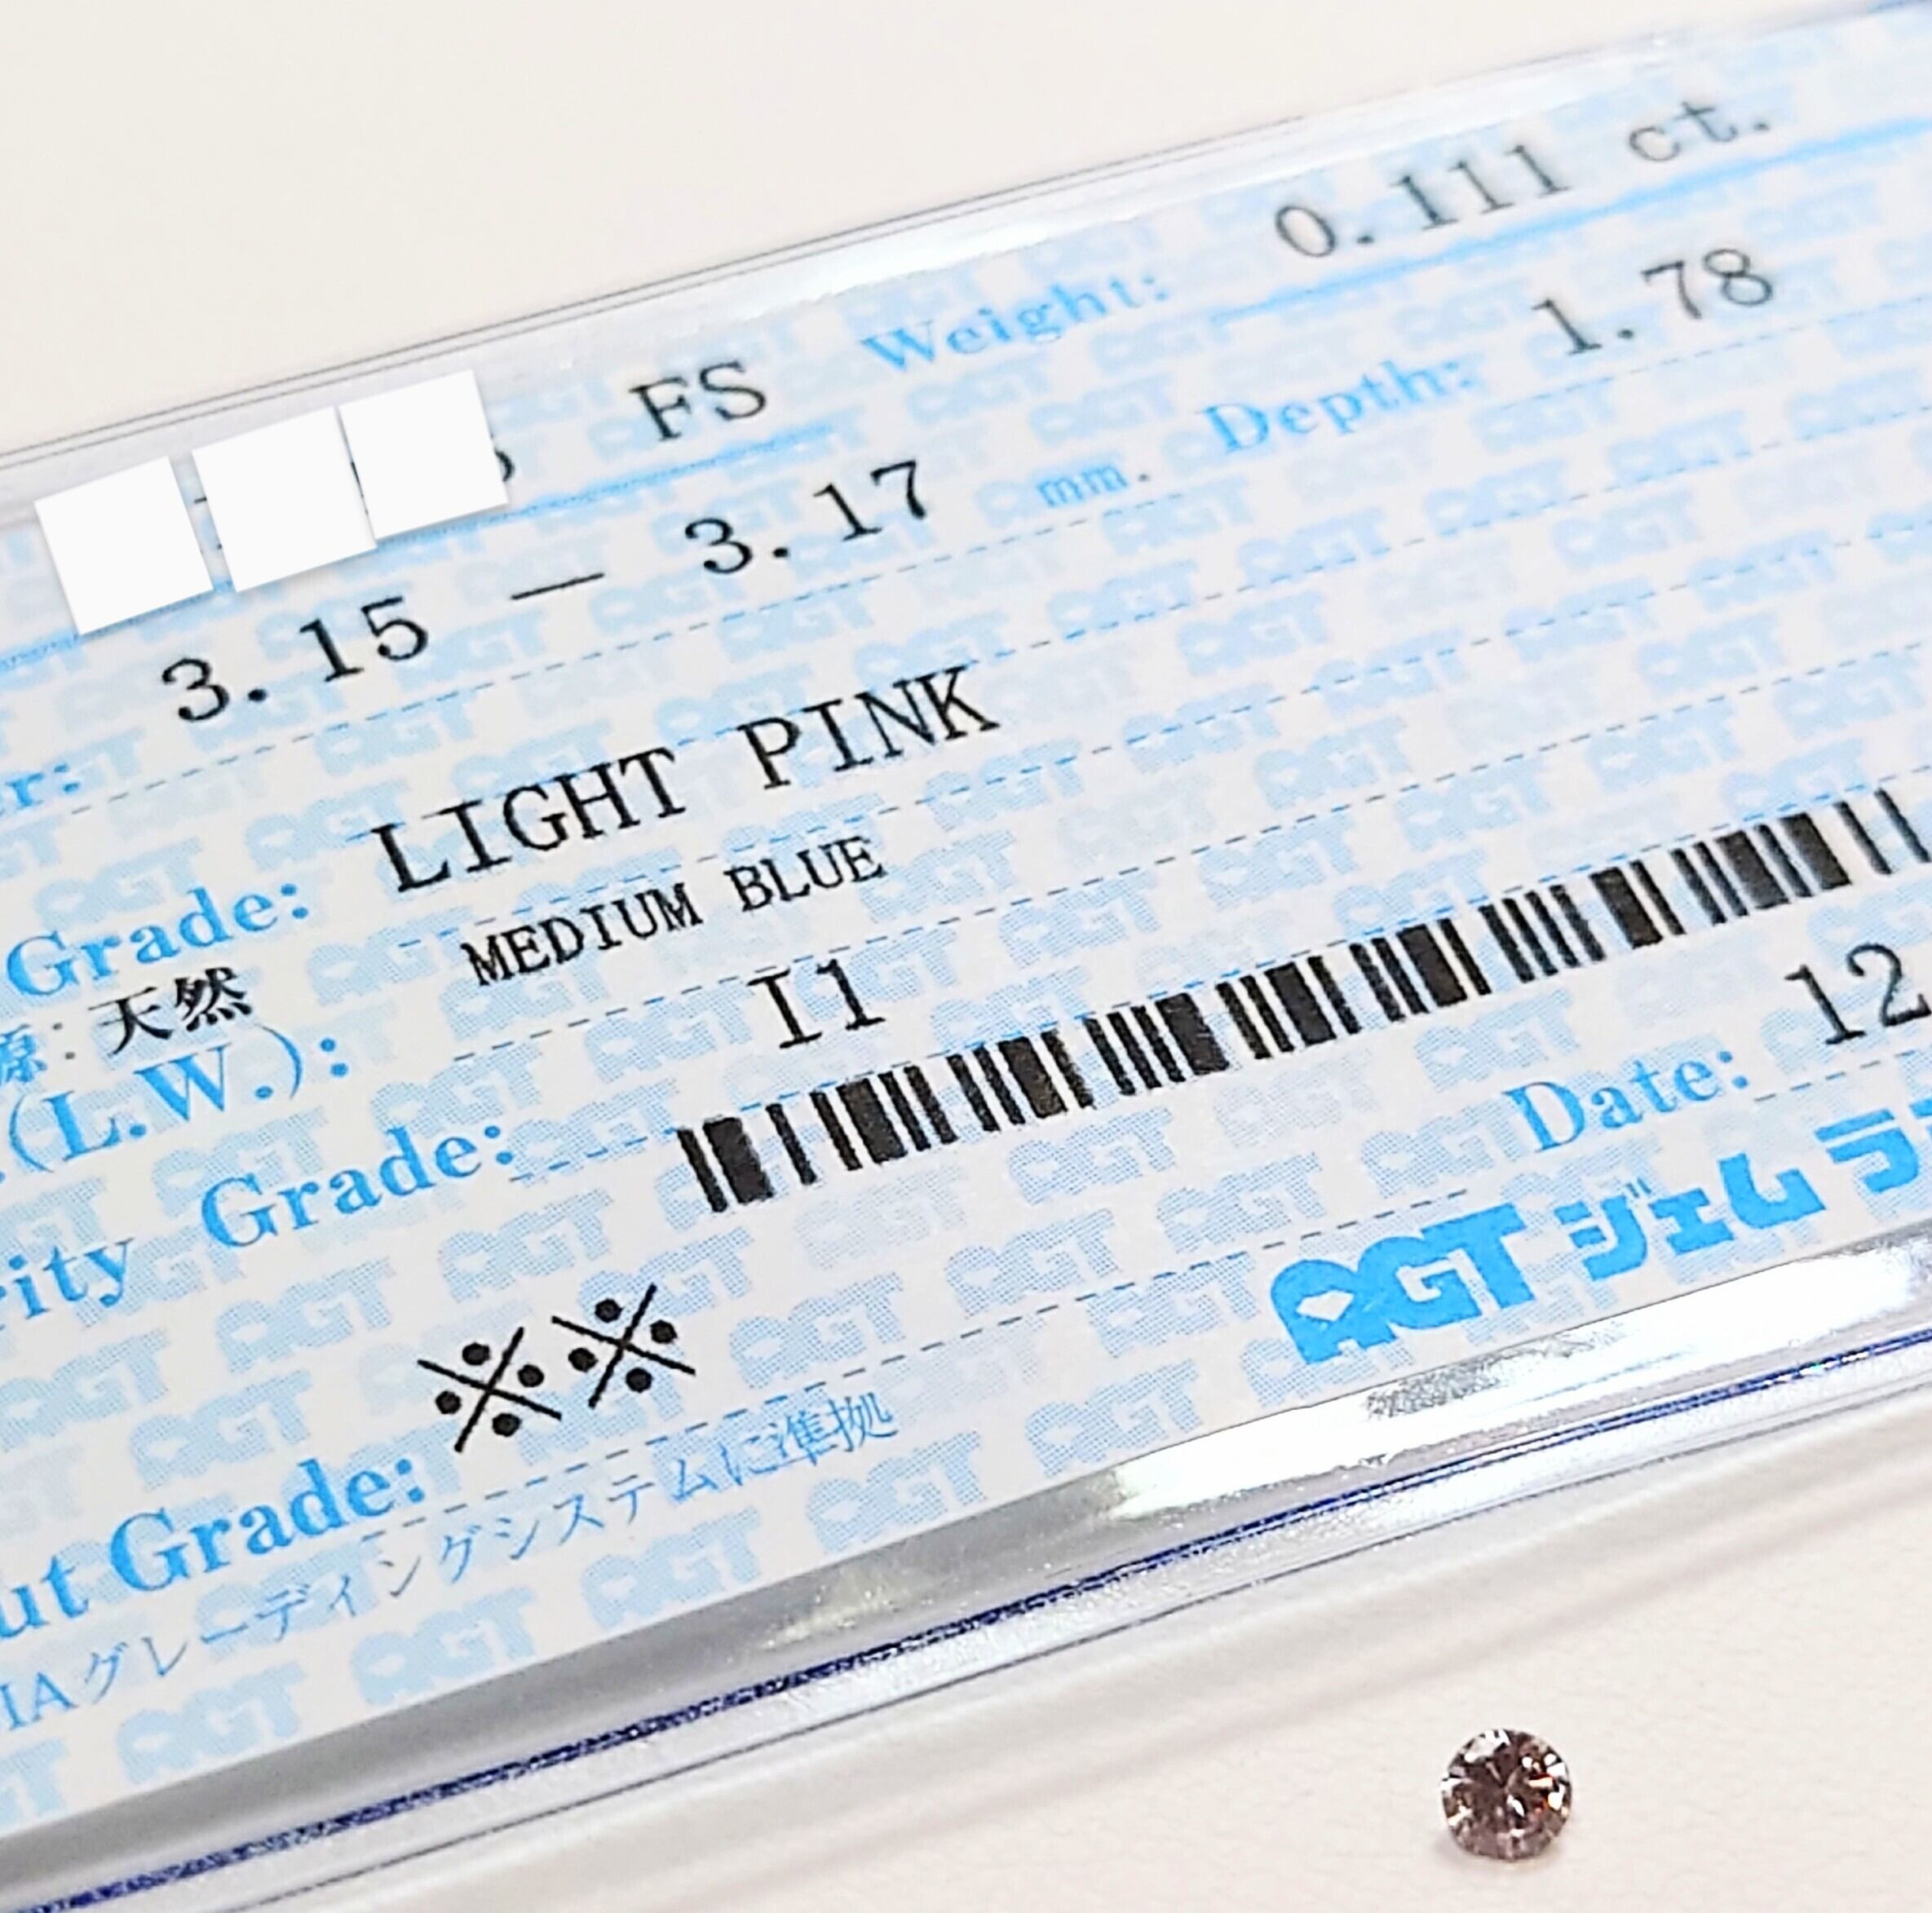 FS Weight: 0.111 ct.
er: 3.15 — 3.17 mm. Depth: 1.78
Grade: LIGHT PINK
源: 天然
(L.W.): MEDIUM BLUE
rity Grade: I1
Date: 12
ut Grade: ※※
AGT ジェム ラ
IAグレーディングシステムに準拠